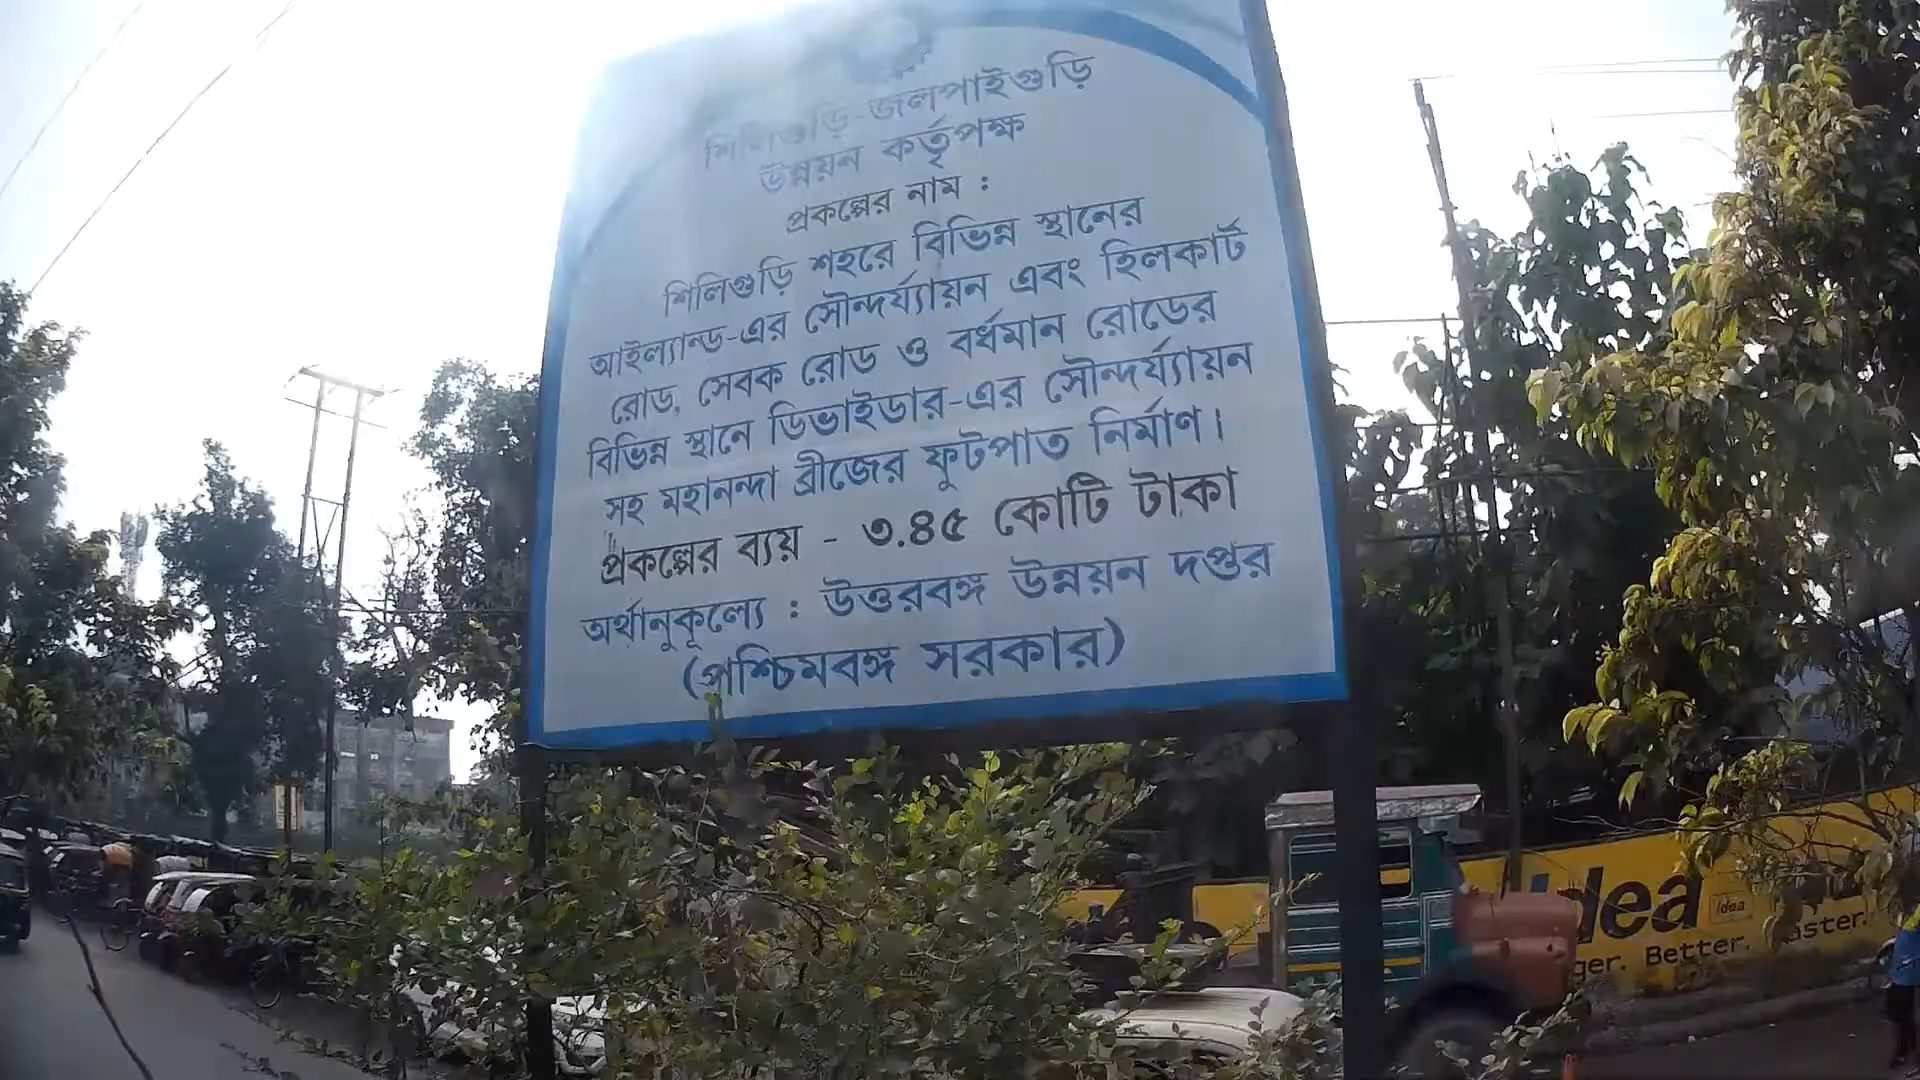 শিলিগুড়ি-জলপাইগুড়ি
উন্নয়ন কর্তৃপক্ষ
প্রকল্পের নাম :
শিলিগুড়ি শহরে বিভিন্ন স্থানের
আইল্যান্ড-এর সৌন্দর্য্যায়ন এবং হিলকার্ট
রোড, সেবক রোড ও বর্ধমান রোডের
বিভিন্ন স্থানে ডিভাইডার-এর সৌন্দর্য্যায়ন
সহ মহানন্দা ব্রীজের ফুটপাত নির্মাণ।
প্রকল্পের ব্যয় - ৩.৪৫ কোটি টাকা
অর্থানুকূল্যে : উত্তরবঙ্গ উন্নয়ন দপ্তর
(পশ্চিমবঙ্গ সরকার)
Idea
Idea
Better.